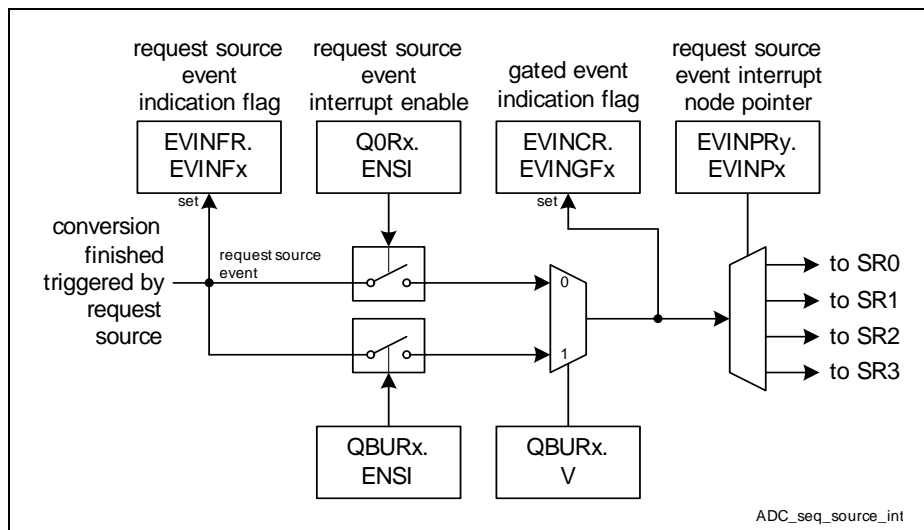 request source
event
indication flag
request source
event
interrupt enable
gated event
indication flag
request source
event interrupt
node pointer
EVINFR.
EVINFx
Q0Rx.
ENSI
EVINCR.
EVINGFx
EVINPRy.
EVINPx
set
set
conversion
finished
triggered by
request
source
request source
event
0
1
to SR0
to SR1
to SR2
to SR3
QBURx.
ENSI
QBURx.
V
ADC_seq_source_int